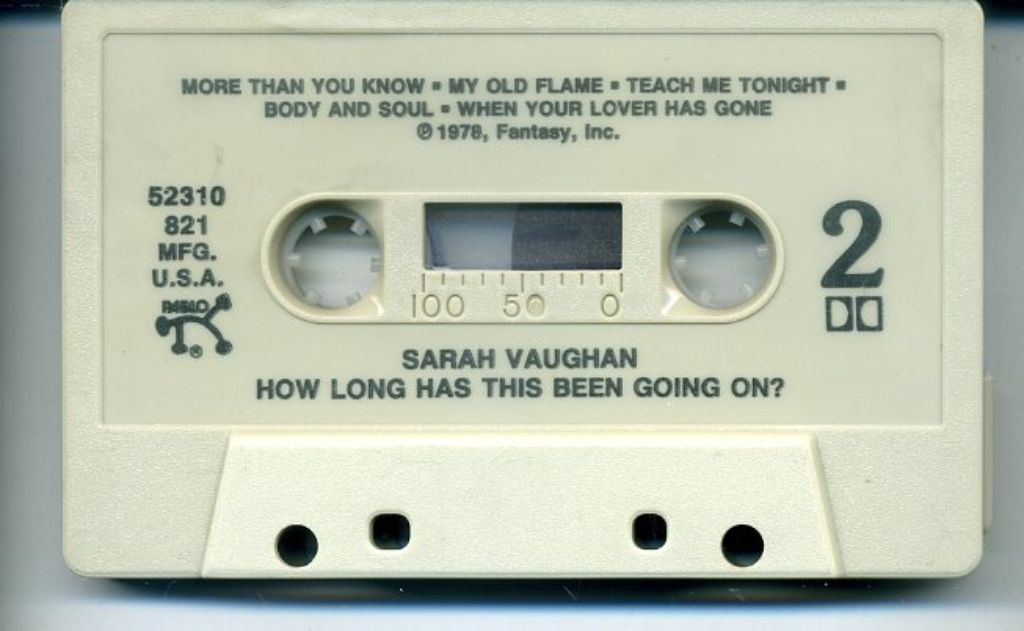 MORE THAN YOU KNOW ▪ MY OLD FLAME ▪ TEACH ME TONIGHT ▪
BODY AND SOUL ▪ WHEN YOUR LOVER HAS GONE
℗ 1978, Fantasy, Inc.
52310
821
MFG.
U.S.A.
PABLO
®
2
100 50 0
SARAH VAUGHAN
HOW LONG HAS THIS BEEN GOING ON?